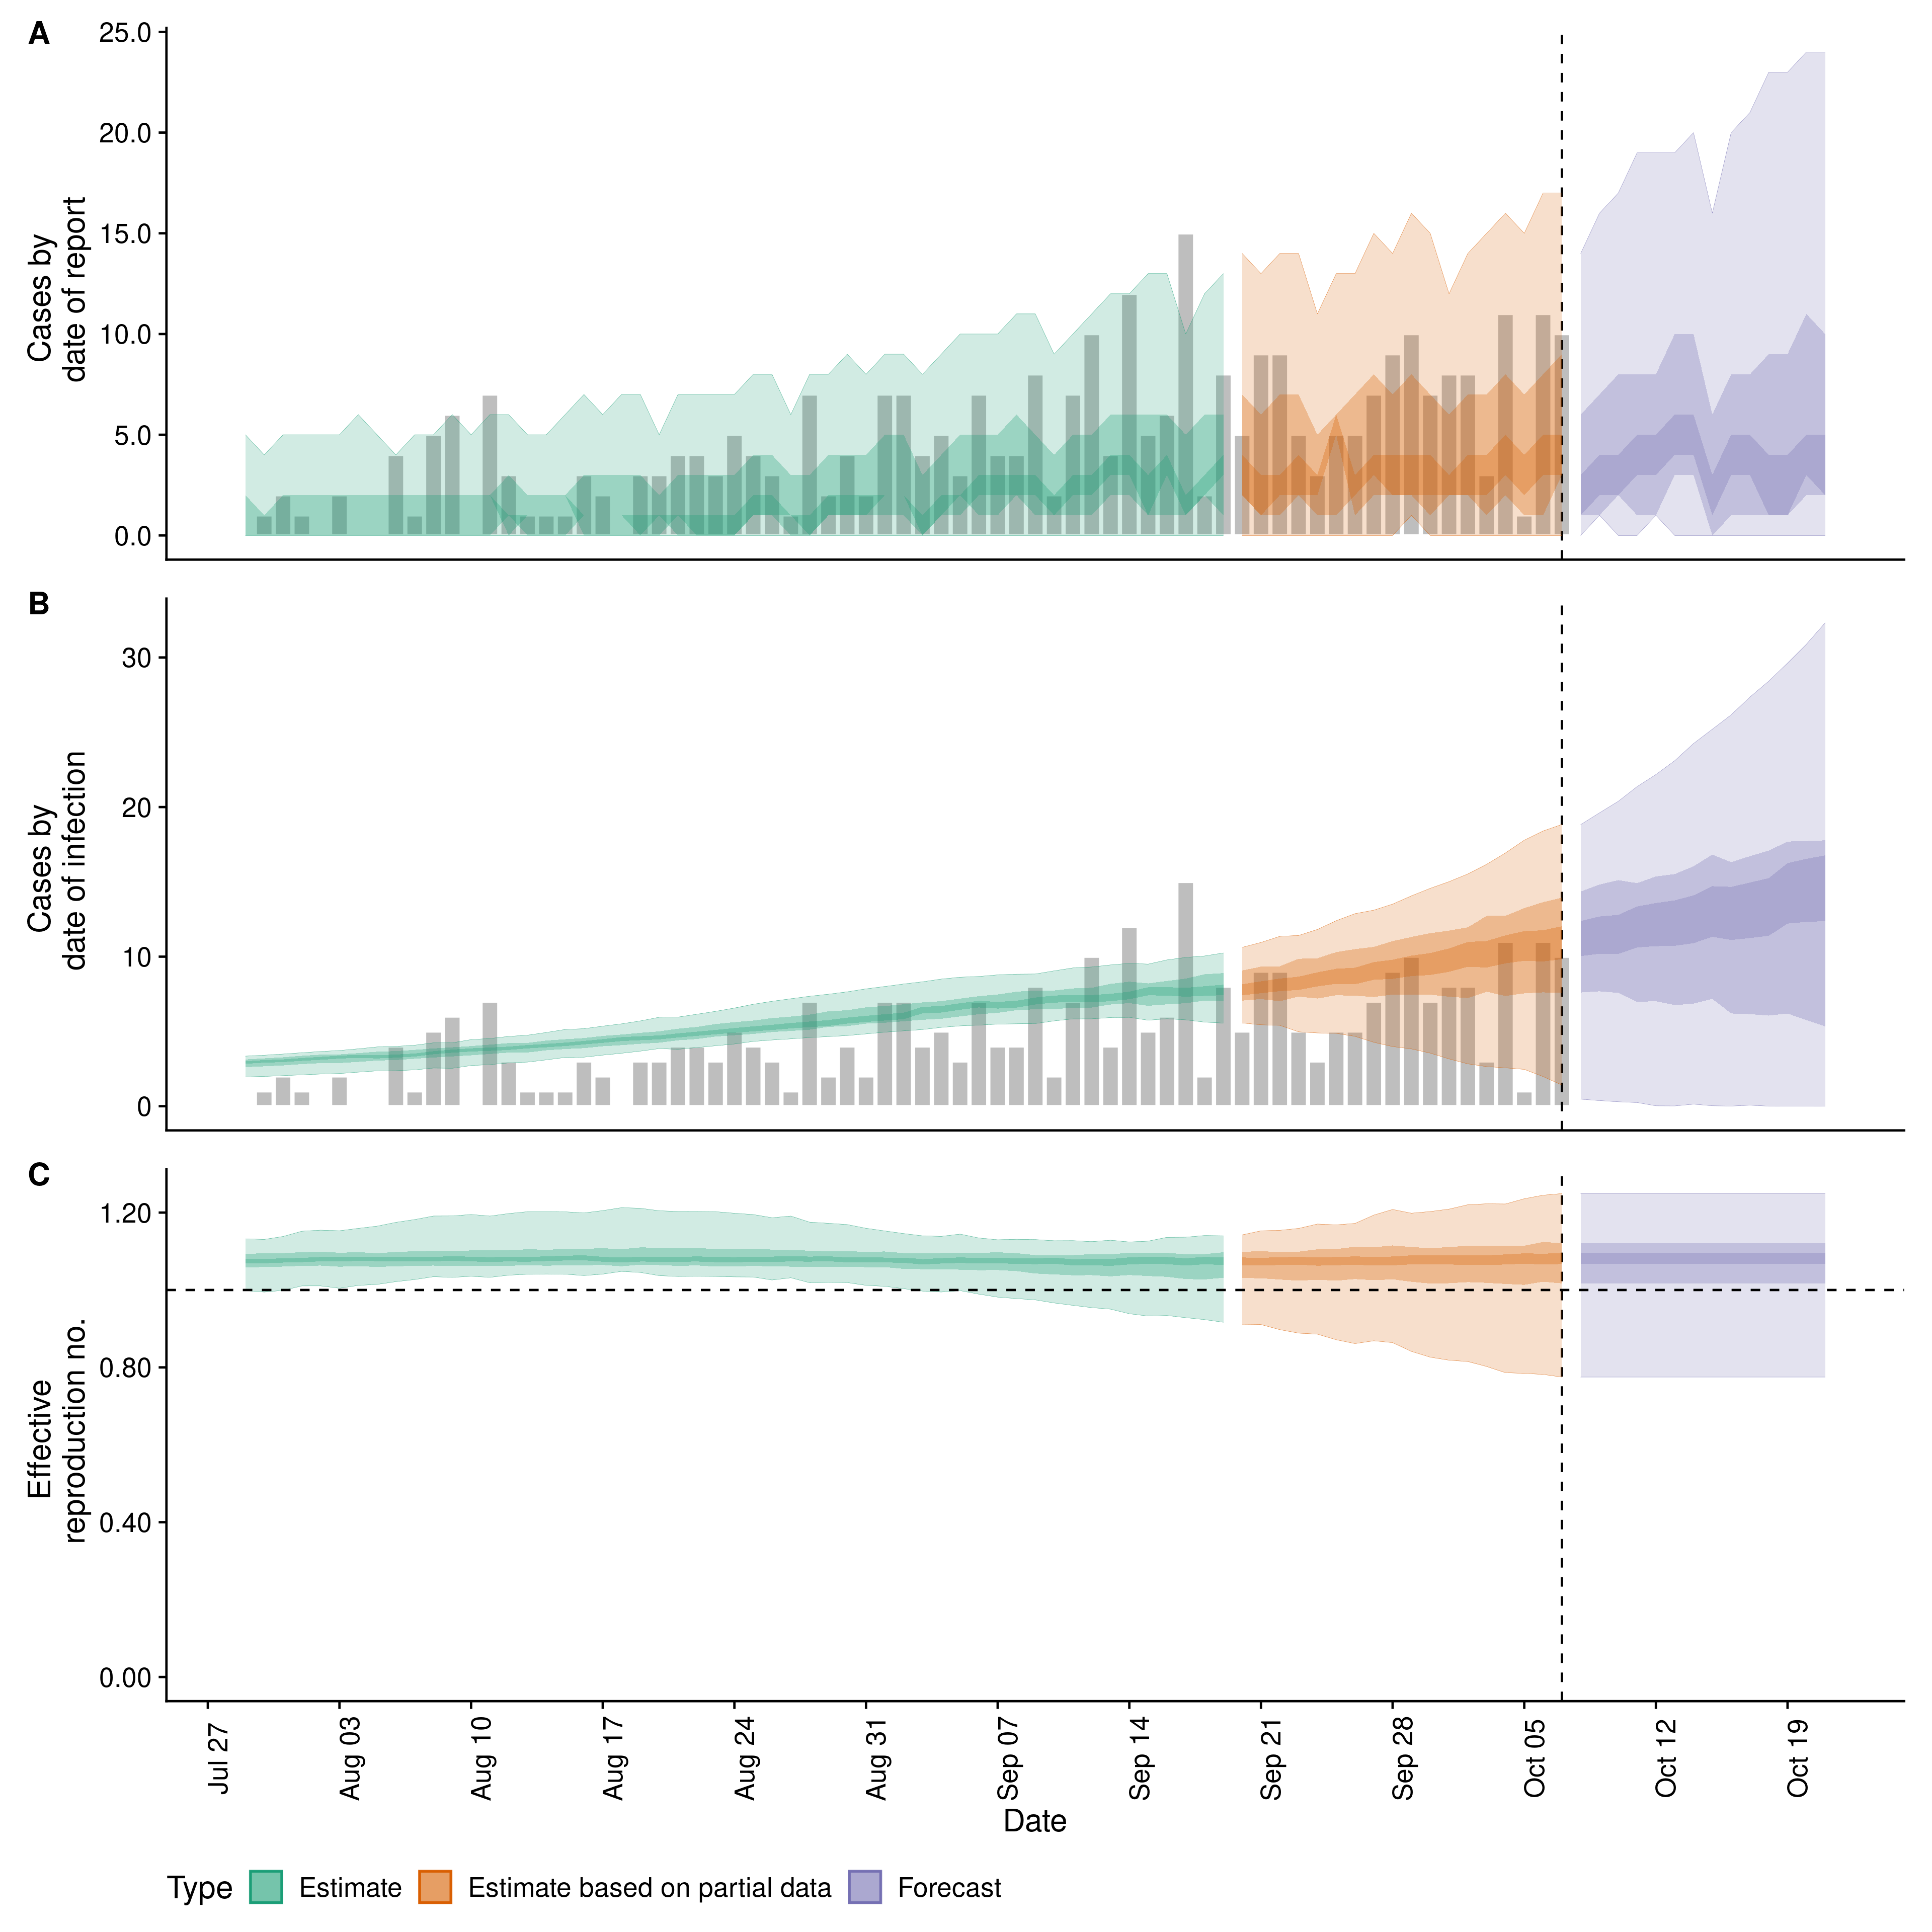 A
25.0
20.0
15.0
10.0
5.0
0.0
Cases by
date of report
B
30
20
10
0
Cases by
date of infection
C
1.20
0.80
0.40
0.00
Effective
reproduction no.
Jul 27
Aug 03
Aug 10
Aug 17
Aug 24
Aug 31
Sep 07
Sep 14
Sep 21
Sep 28
Oct 05
Oct 12
Oct 19
Date
Type Estimate Estimate based on partial data Forecast